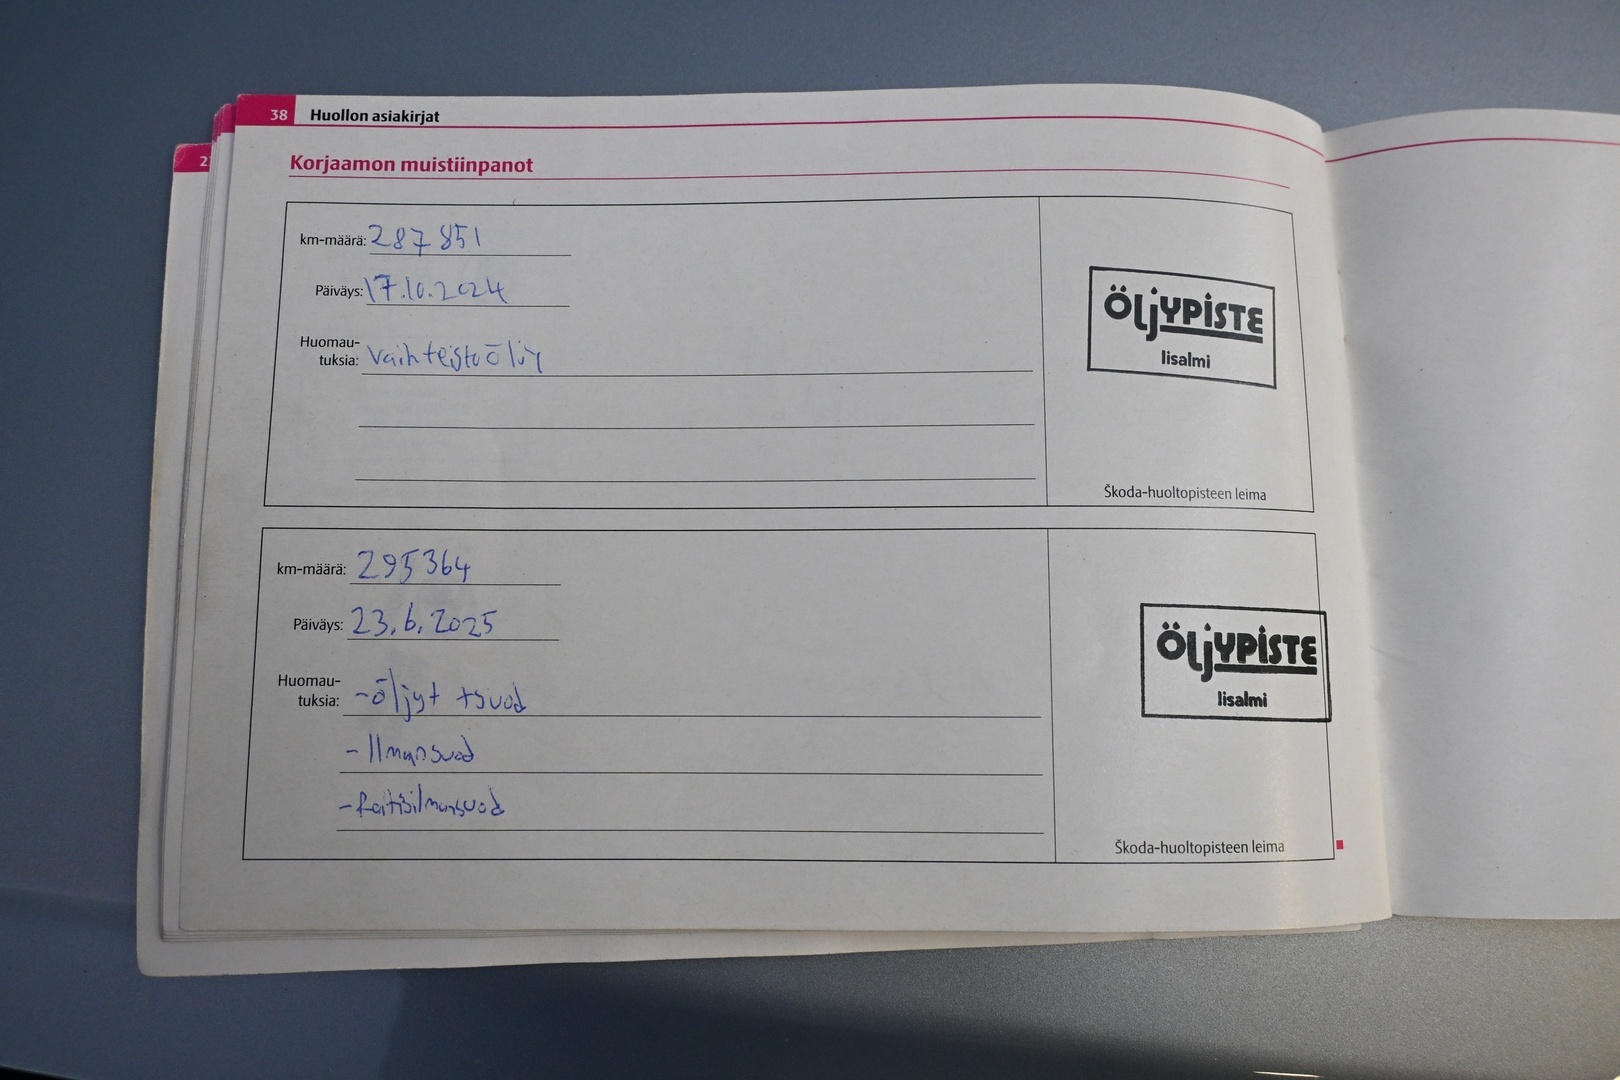 38 Huollon asiakirjat
2
Korjaamon muistiinpanot
km-määrä: 287 851
Päiväys: 17.10.2024
Huomau-
tuksia: Vaihteistoöljy
ÖLJYPISTE
Iisalmi
Škoda-huoltopisteen leima
km-määrä: 295364
Päiväys: 23.6.2025
Huomau-
tuksia: -öljyt +suod
- Ilmansuod
- Raitisilmansuod
ÖLJYPISTE
Iisalmi
Škoda-huoltopisteen leima